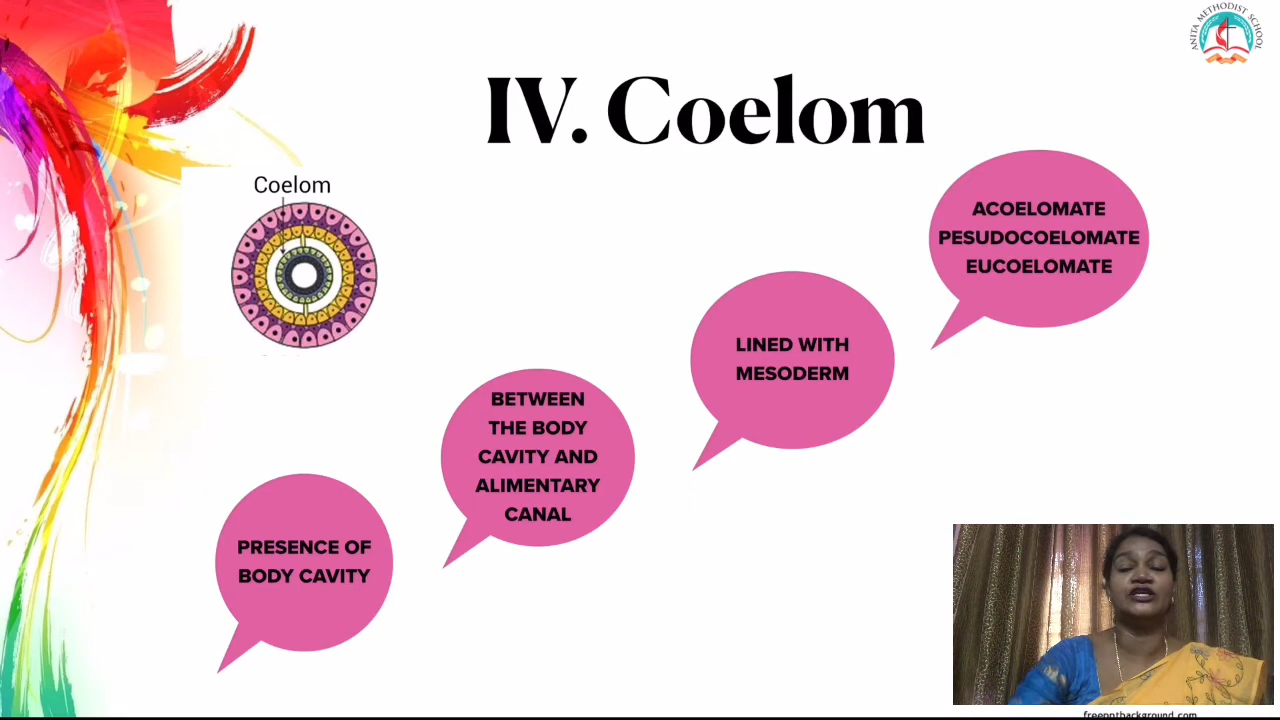 ANITA METHODIST SCHOOL
IV. Coelom
Coelom
ACOELOMATE
PESUDOCOELOMATE
EUCOELOMATE
LINED WITH
MESODERM
BETWEEN
THE BODY
CAVITY AND
ALIMENTARY
CANAL
PRESENCE OF
BODY CAVITY
freepptbackground.com